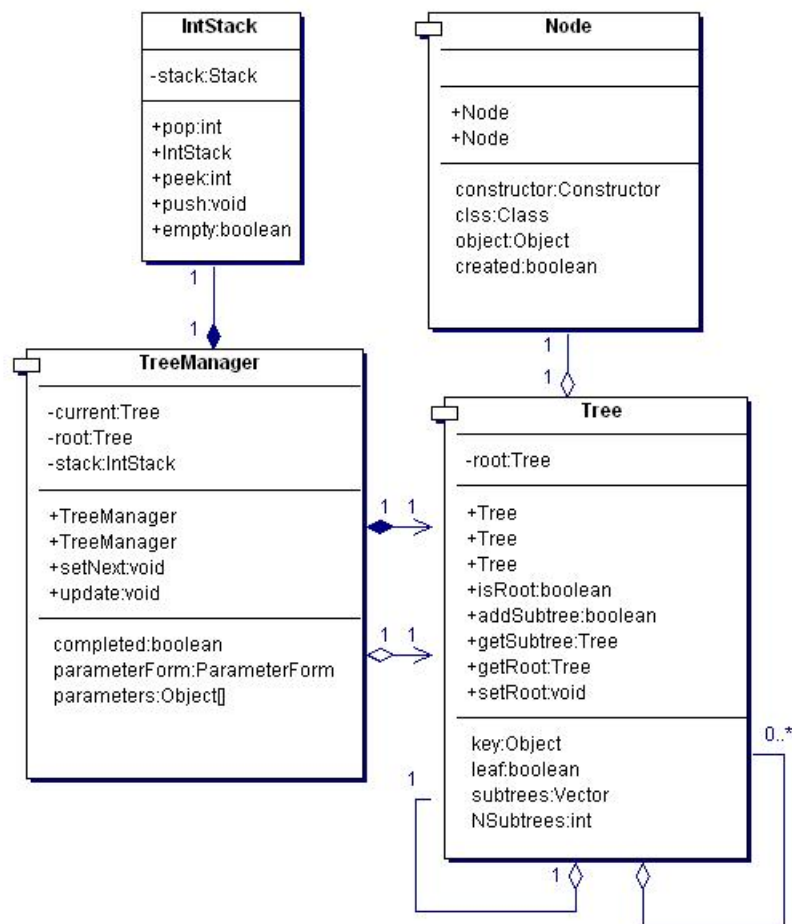 IntStack
-stack:Stack
+pop:int
+IntStack
+peek:int
+push:void
+empty:boolean
Node
+Node
+Node
constructor:Constructor
clss:Class
object:Object
created:boolean
1
1
1
1
TreeManager
-current:Tree
-root:Tree
-stack:IntStack
+TreeManager
+TreeManager
+setNext:void
+update:void
completed:boolean
parameterForm:ParameterForm
parameters:Object[]
1 1
1 1
Tree
-root:Tree
+Tree
+Tree
+Tree
+isRoot:boolean
+addSubtree:boolean
+getSubtree:Tree
+getRoot:Tree
+setRoot:void
key:Object
leaf:boolean
subtrees:Vector
NSubtrees:int
0..*
1
1